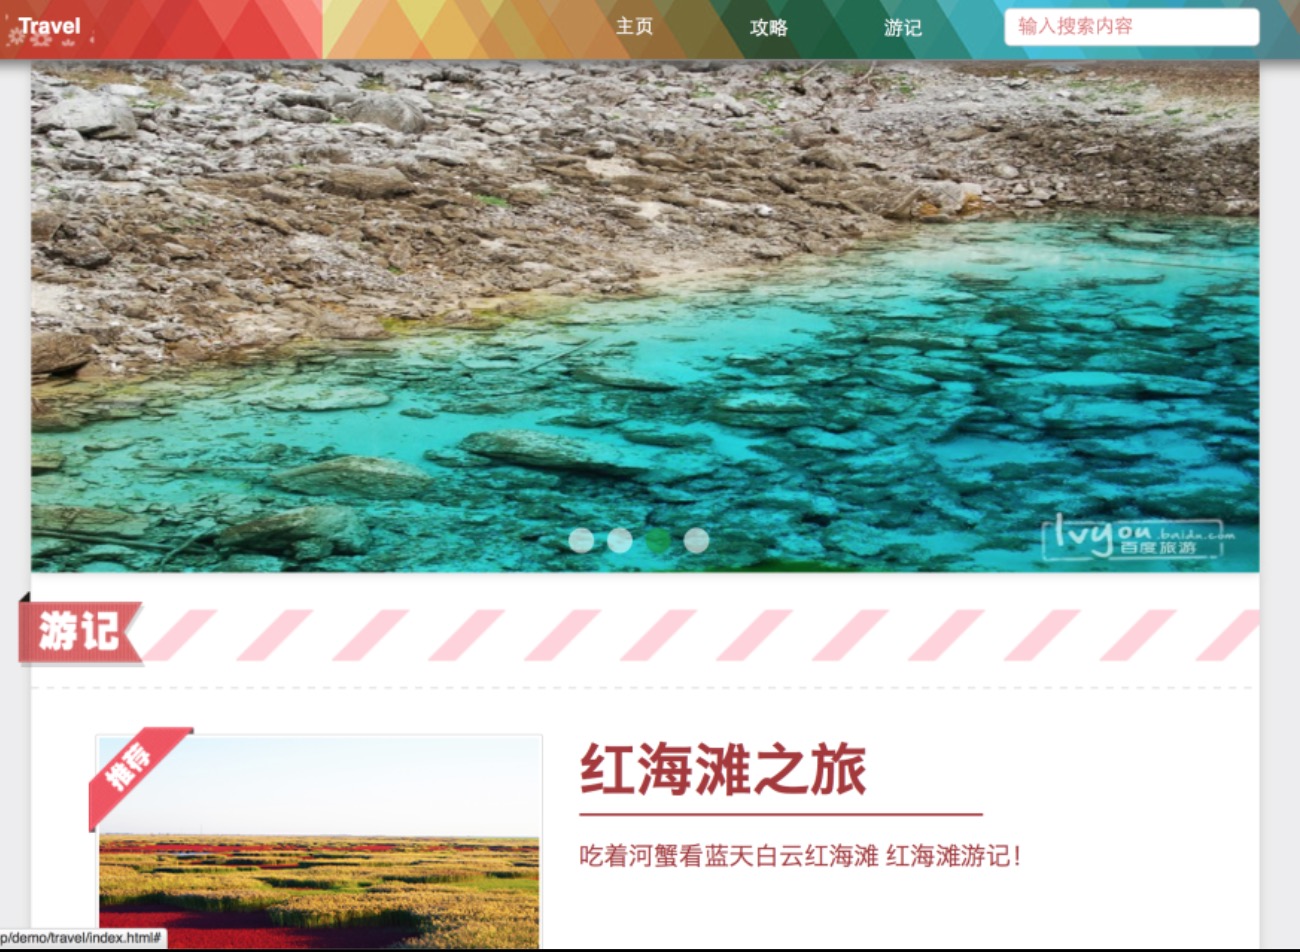 Travel
主页
攻略
游记
输入搜索内容
lvyou.baidu.com
百度旅游
游记
推荐
红海滩之旅
吃着河蟹看蓝天白云红海滩 红海滩游记!
p/demo/travel/index.html#